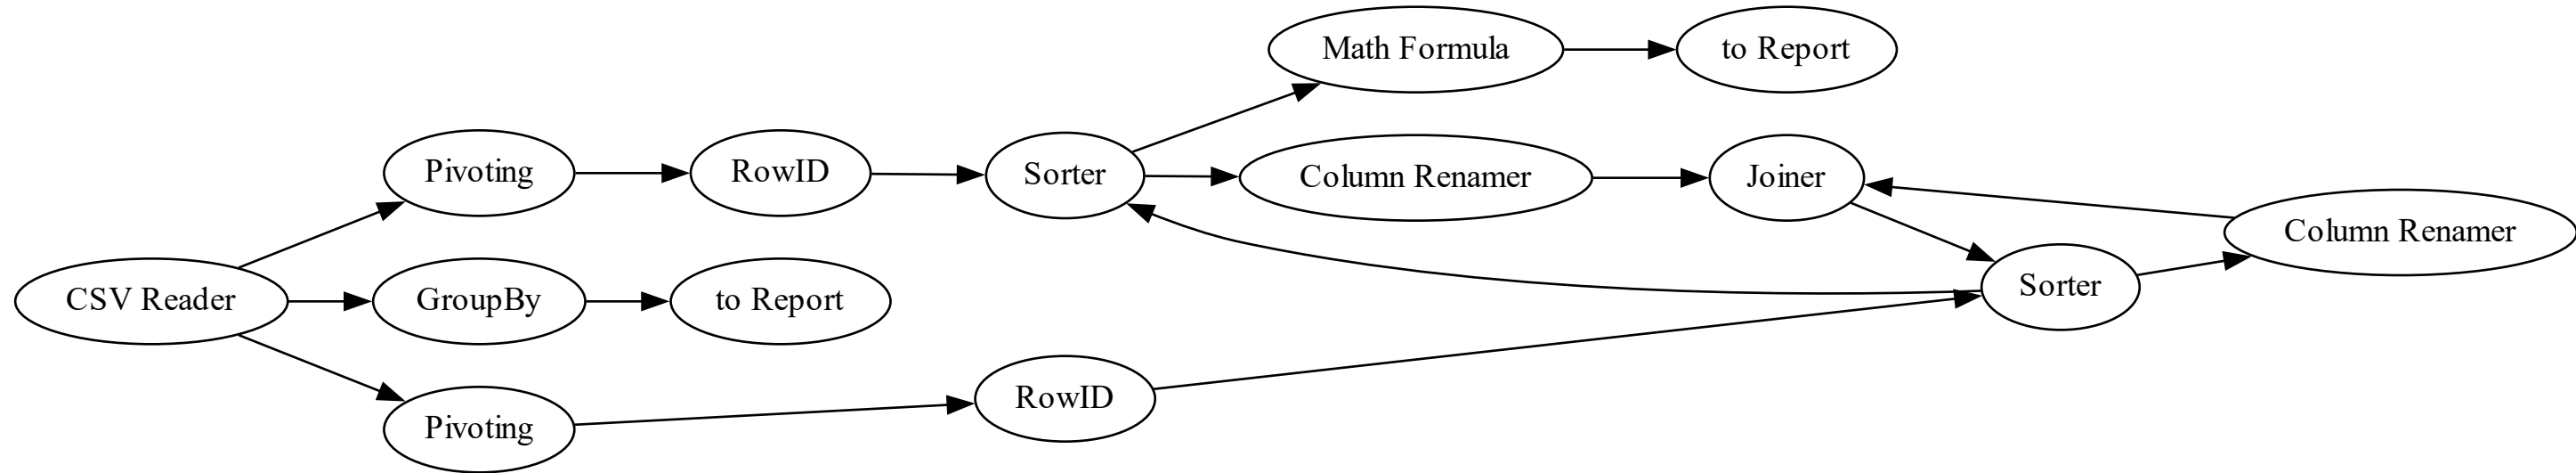 Math Formula
to Report
Pivoting
RowID
Sorter
Column Renamer
Joiner
Column Renamer
CSV Reader
GroupBy
to Report
Sorter
RowID
Pivoting